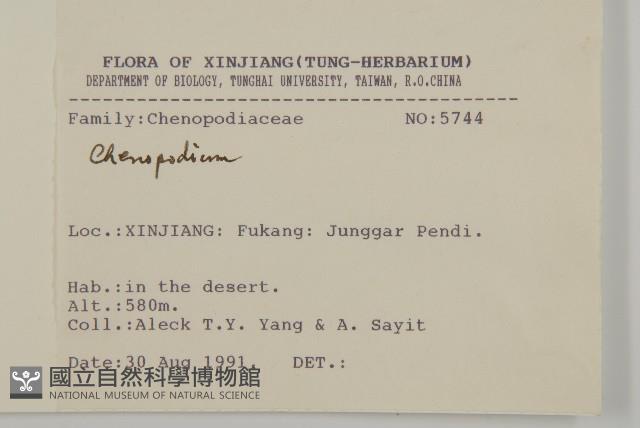 FLORA OF XINJIANG(TUNG-HERBARIUM)
DEPARTMENT OF BIOLOGY, TUNGHAI UNIVERSITY, TAIWAN, R.O.CHINA
Family:Chenopodiaceae NO:5744
Chenopodium
Loc.:XINJIANG: Fukang: Junggar Pendi.
Hab.:in the desert.
Alt.:580m.
Coll.:Aleck T.Y. Yang & A. Sayit
Date:30 Aug 1991. DET.:
國立自然科學博物館
NATIONAL MUSEUM OF NATURAL SCIENCE